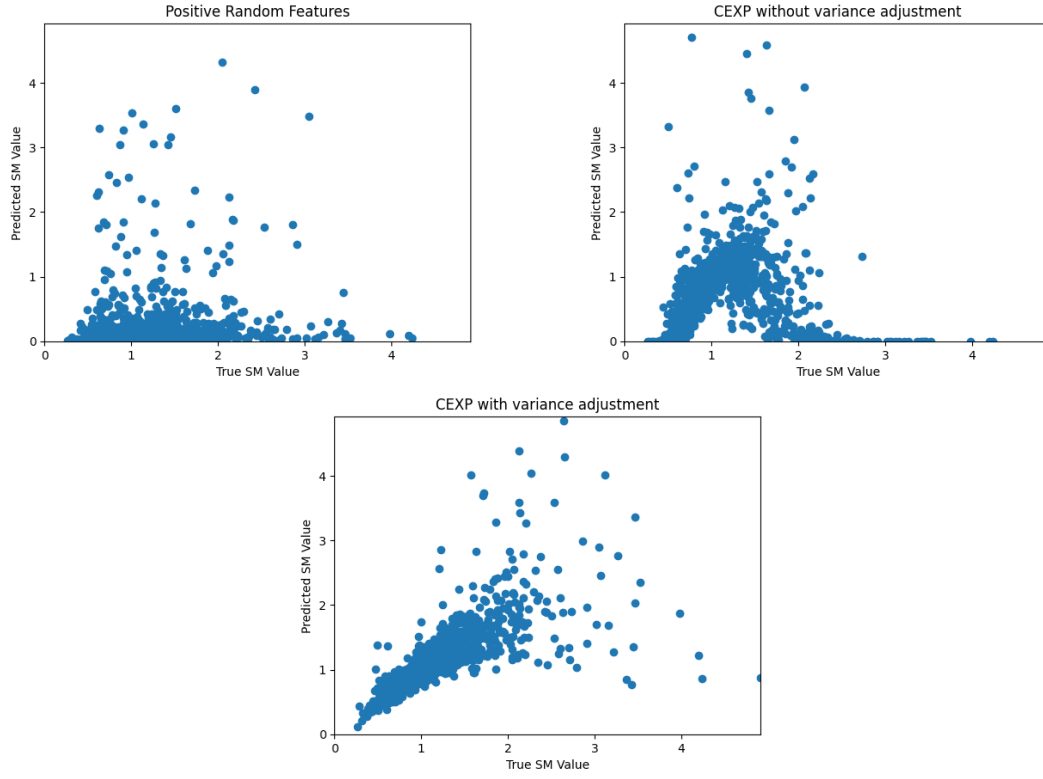 Positive Random Features
Predicted SM Value
4
3
2
1
0
0 1 2 3 4
True SM Value
CEXP without variance adjustment
Predicted SM Value
4
3
2
1
0
0 1 2 3 4
True SM Value
CEXP with variance adjustment
Predicted SM Value
4
3
2
1
0
0 1 2 3 4
True SM Value